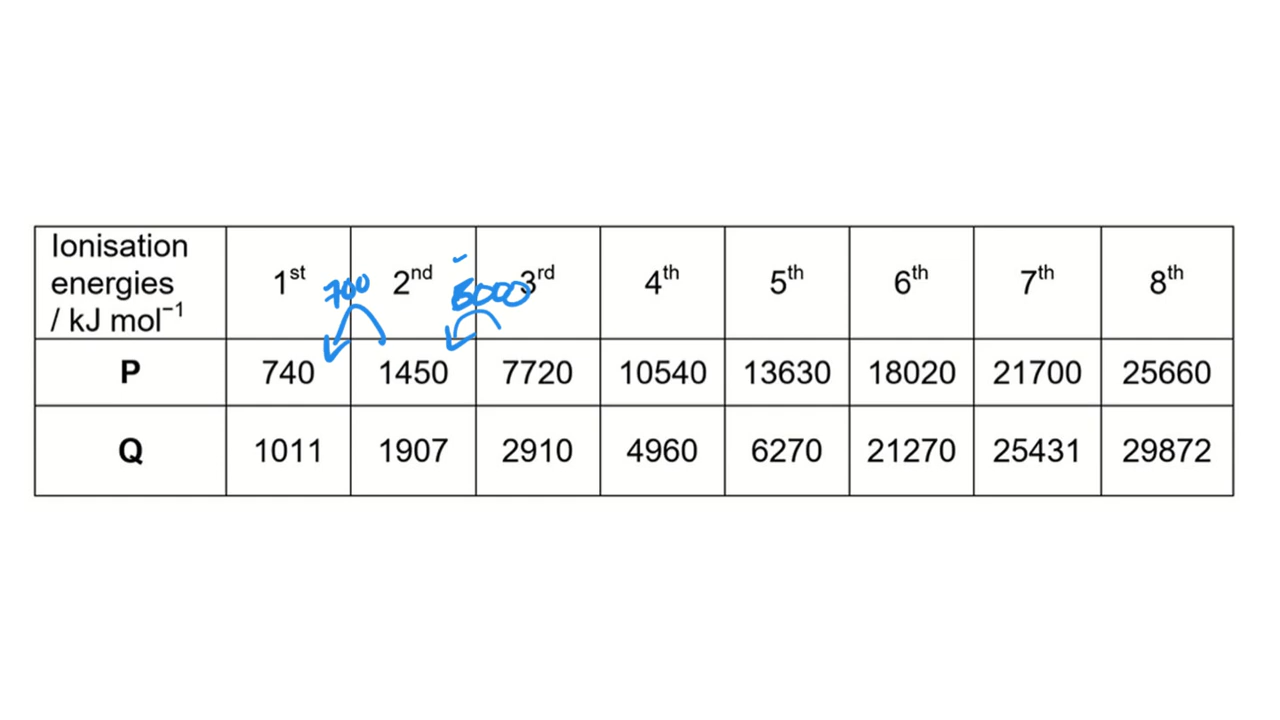 Ionisation
energies
/ kJ mol⁻¹
1ˢᵗ 2ⁿᵈ 3ʳᵈ 4ᵗʰ 5ᵗʰ 6ᵗʰ 7ᵗʰ 8ᵗʰ
700
P 740 1450 7720 10540 13630 18020 21700 25660
Q 1011 1907 2910 4960 6270 21270 25431 29872